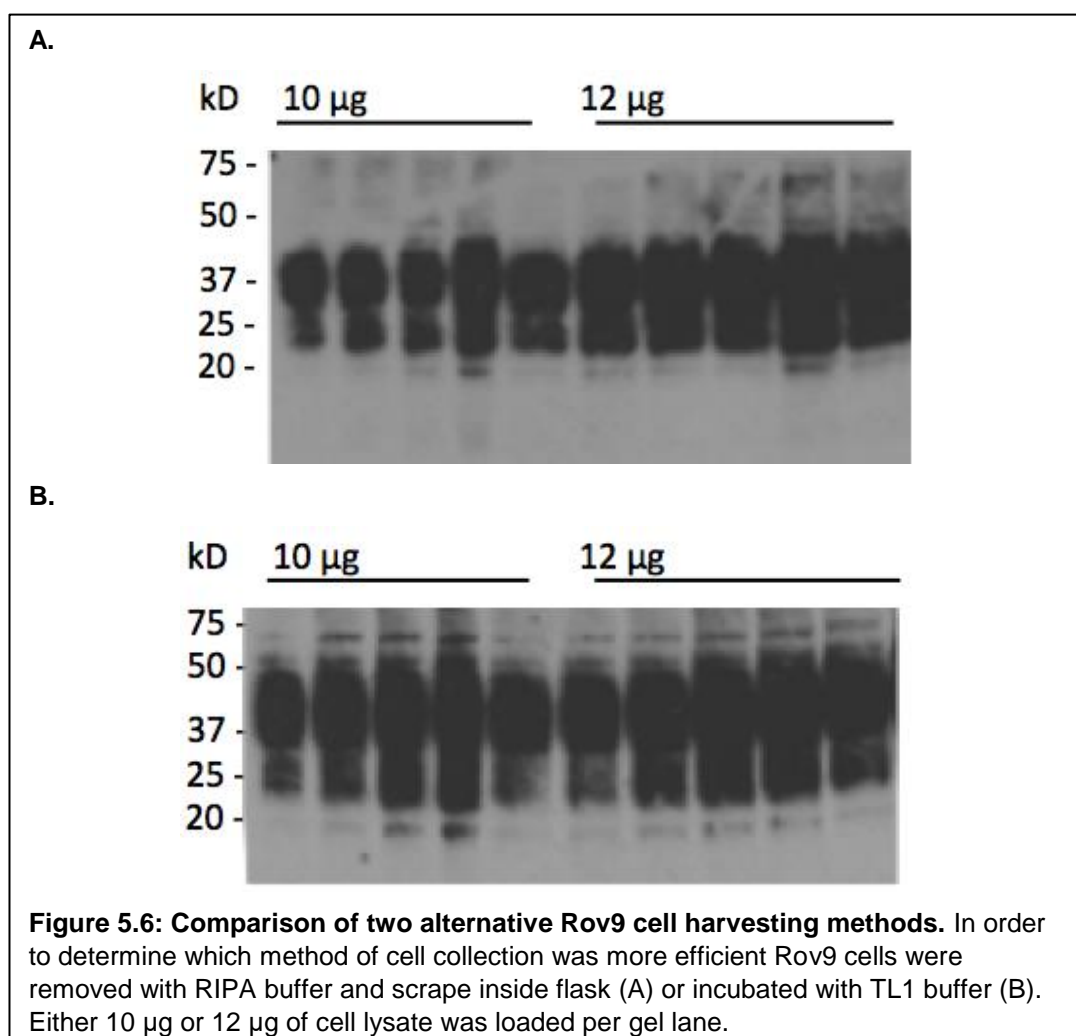 A.
kD 10 µg 12 µg
75 -
50 -
37 -
25 -
20 -
B.
kD 10 µg 12 µg
75 -
50 -
37 -
25 -
20 -
Figure 5.6: Comparison of two alternative Rov9 cell harvesting methods. In order
to determine which method of cell collection was more efficient Rov9 cells were
removed with RIPA buffer and scrape inside flask (A) or incubated with TL1 buffer (B).
Either 10 µg or 12 µg of cell lysate was loaded per gel lane.